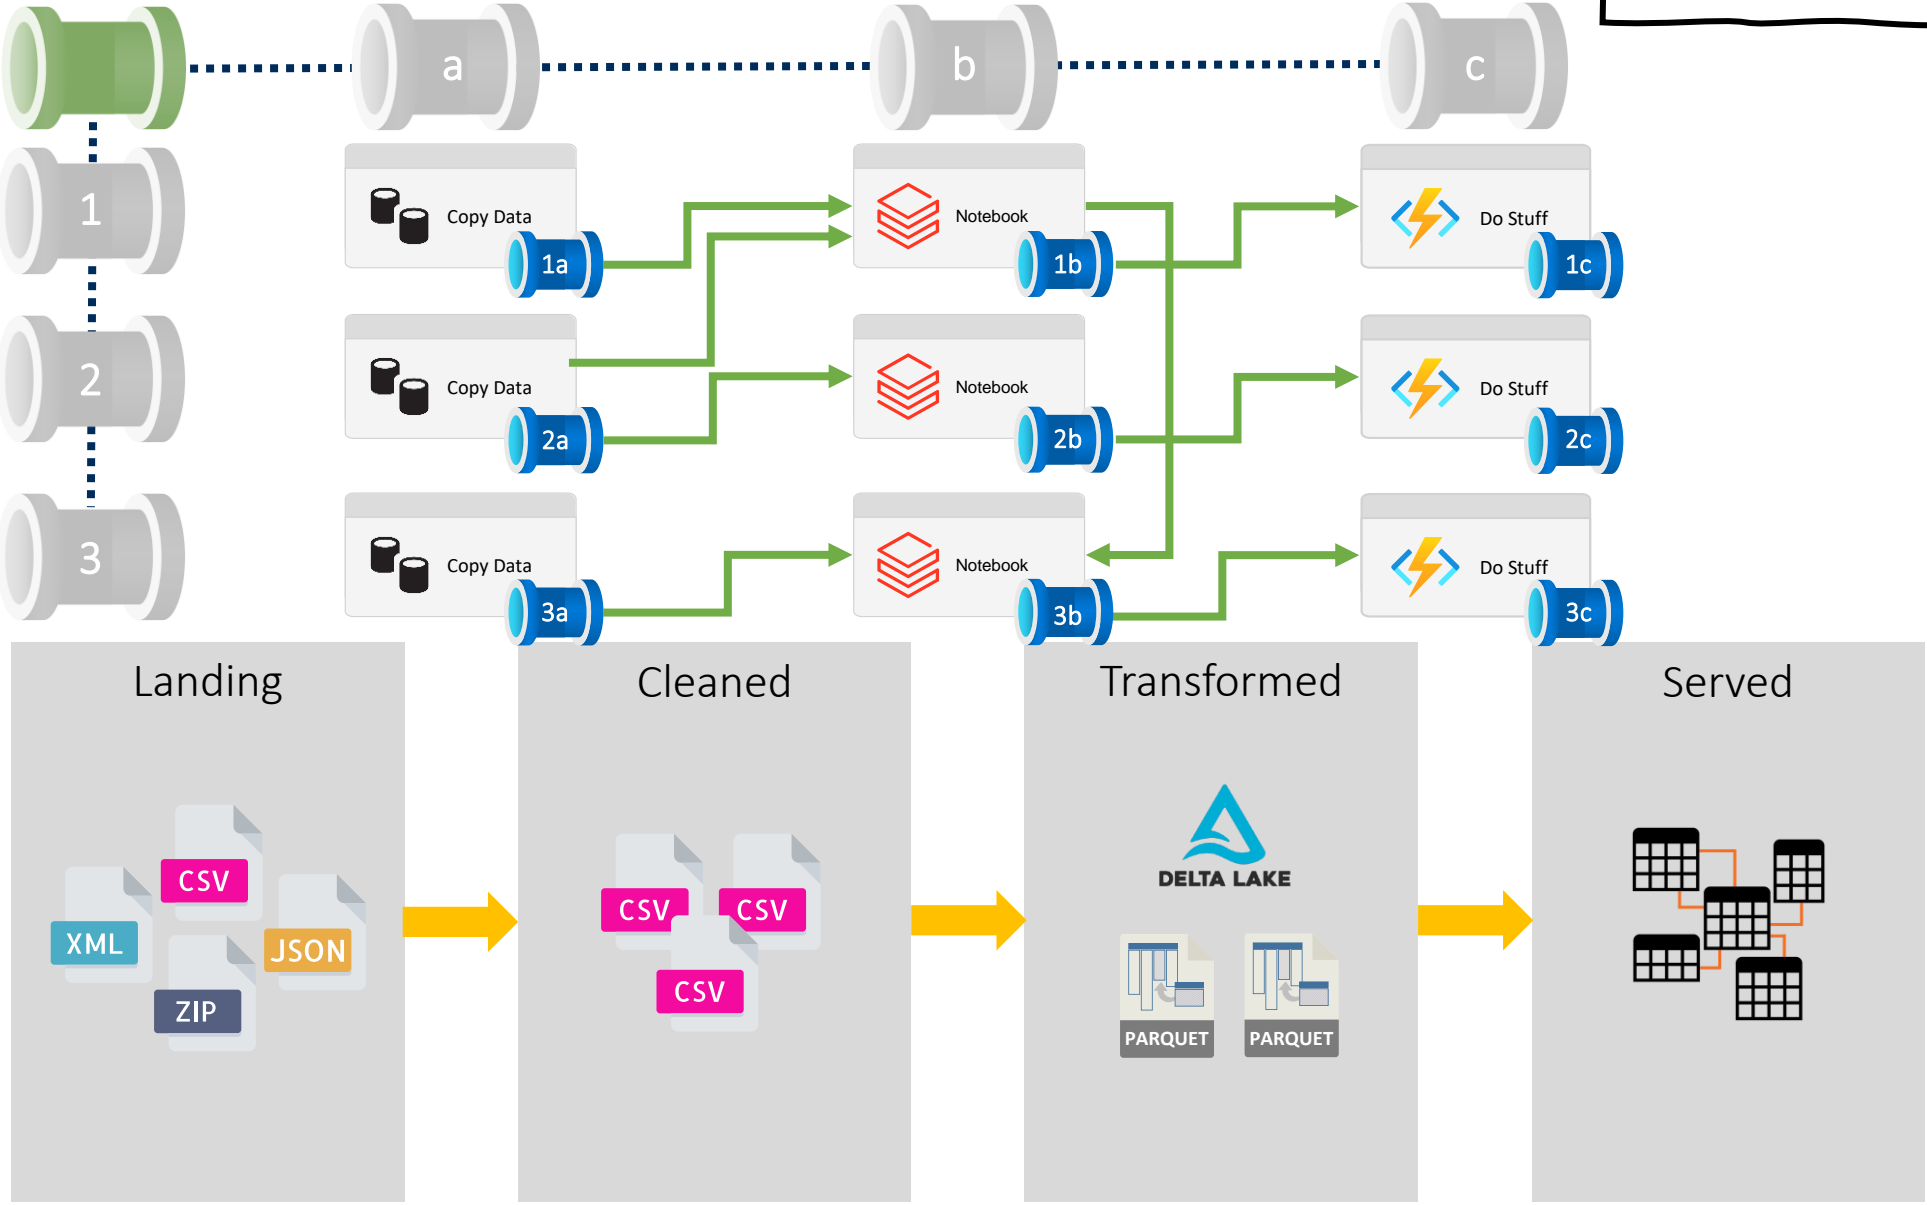 a
b
c
1
Copy Data
1a
Notebook
1b
Do Stuff
1c
2
Copy Data
2a
Notebook
2b
Do Stuff
2c
3
Copy Data
3a
Notebook
3b
Do Stuff
3c
Landing
Cleaned
Transformed
Served
CSV
XML
JSON
ZIP
CSV
CSV
CSV
DELTA LAKE
PARQUET
PARQUET